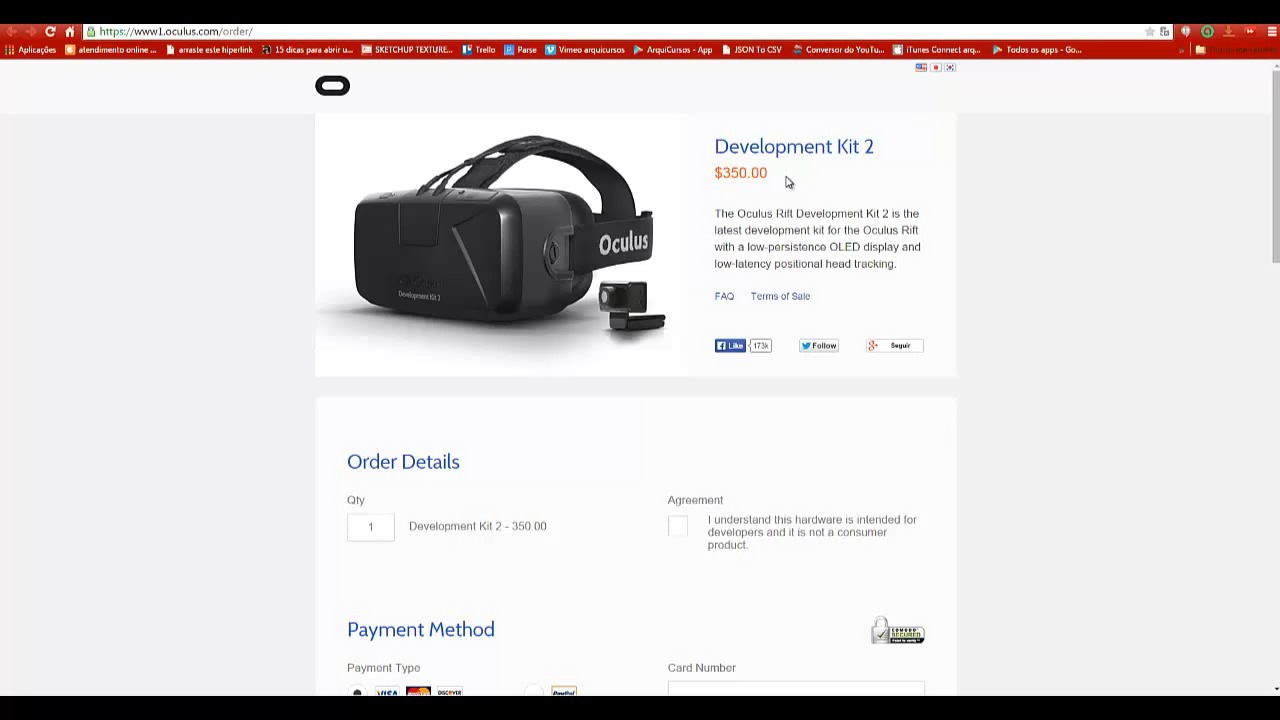 https://www1.oculus.com/order/
Aplicações
atendimento online ...
arraste este hiperlink
15 dicas para abrir u...
SKETCHUP TEXTURE...
Trello
Parse
Vimeo arquicursos
ArquiCursos - App
JSON To CSV
Conversor do YouTu...
iTunes Connect arq...
Todos os apps - Go...
»
Development Kit 2
$350.00
The Oculus Rift Development Kit 2 is the
latest development kit for the Oculus Rift
with a low-persistence OLED display and
low-latency positional head tracking.
Oculus
Development Kit 2
FAQ Terms of Sale
Like 173k Follow Seguir
Order Details
Qty
1 Development Kit 2 - 350.00
Agreement
I understand this hardware is intended for
developers and it is not a consumer
product.
Payment Method
COMODO
SECURED
Payment Type
VISA
DISCOVER
PayPal
Card Number